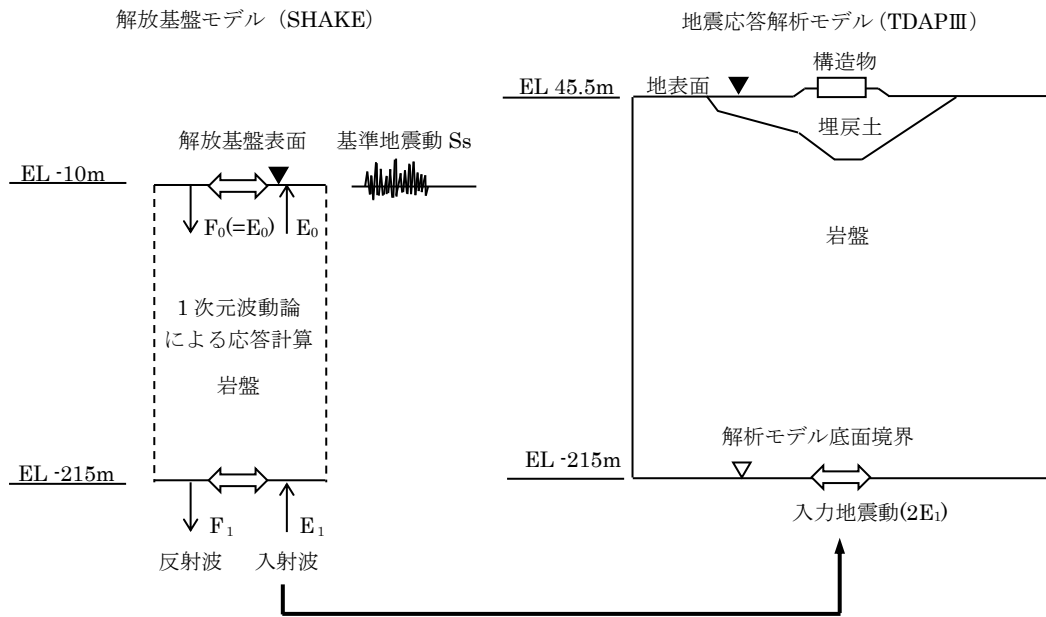 解放基盤モデル（SHAKE）
解放基盤表面
基準地震動 Ss
EL -10m
F₀(=E₀)
E₀
１次元波動論
による応答計算
岩盤
EL -215m
F₁
E₁
反射波
入射波
地震応答解析モデル（TDAPⅢ）
構造物
EL 45.5m
地表面
埋戻土
岩盤
解析モデル底面境界
EL -215m
入力地震動(2E₁)